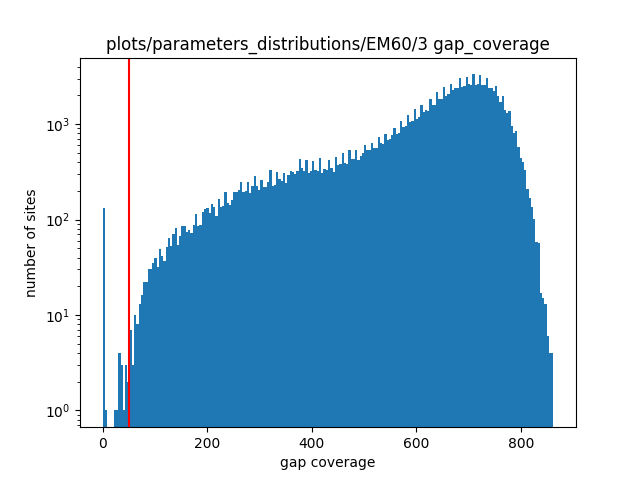 plots/parameters_distributions/EM60/3 gap_coverage
number of sites
10³
10²
10¹
10⁰
0 200 400 600 800
gap coverage